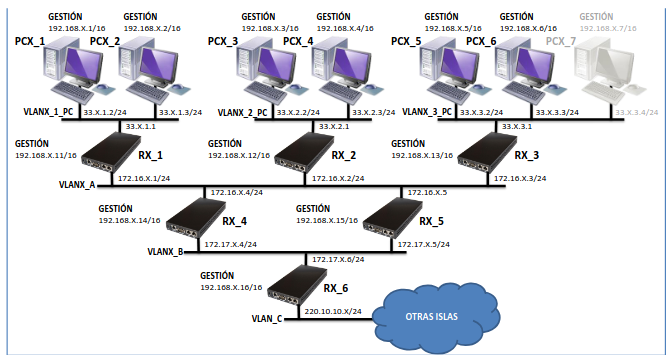 GESTIÓN GESTIÓN GESTIÓN GESTIÓN GESTIÓN GESTIÓN GESTIÓN
192.168.X.1/16 192.168.X.2/16 192.168.X.3/16 192.168.X.4/16 192.168.X.5/16 192.168.X.6/16 192.168.X.7/16
PCX_1 PCX_2 PCX_3 PCX_4 PCX_5 PCX_6 PCX_7
VLANX_1_PC 33.X.1.2/24 33.X.1.3/24 VLANX_2_PC 33.X.2.2/24 33.X.2.3/24 VLANX_3_PC 33.X.3.2/24 33.X.3.3/24 33.X.3.4/24
33.X.1.1 33.X.2.1 33.X.3.1
GESTIÓN GESTIÓN GESTIÓN
192.168.X.11/16 RX_1 192.168.X.12/16 RX_2 192.168.X.13/16 RX_3
172.16.X.1/24 172.16.X.2/24 172.16.X.3/24
VLANX_A
172.16.X.4/24 172.16.X.5
GESTIÓN GESTIÓN
192.168.X.14/16 RX_4 192.168.X.15/16 RX_5
172.17.X.4/24 172.17.X.5/24
VLANX_B
172.17.X.6/24
GESTIÓN
192.168.X.16/16 RX_6
220.10.10.X/24
VLAN_C
OTRAS ISLAS